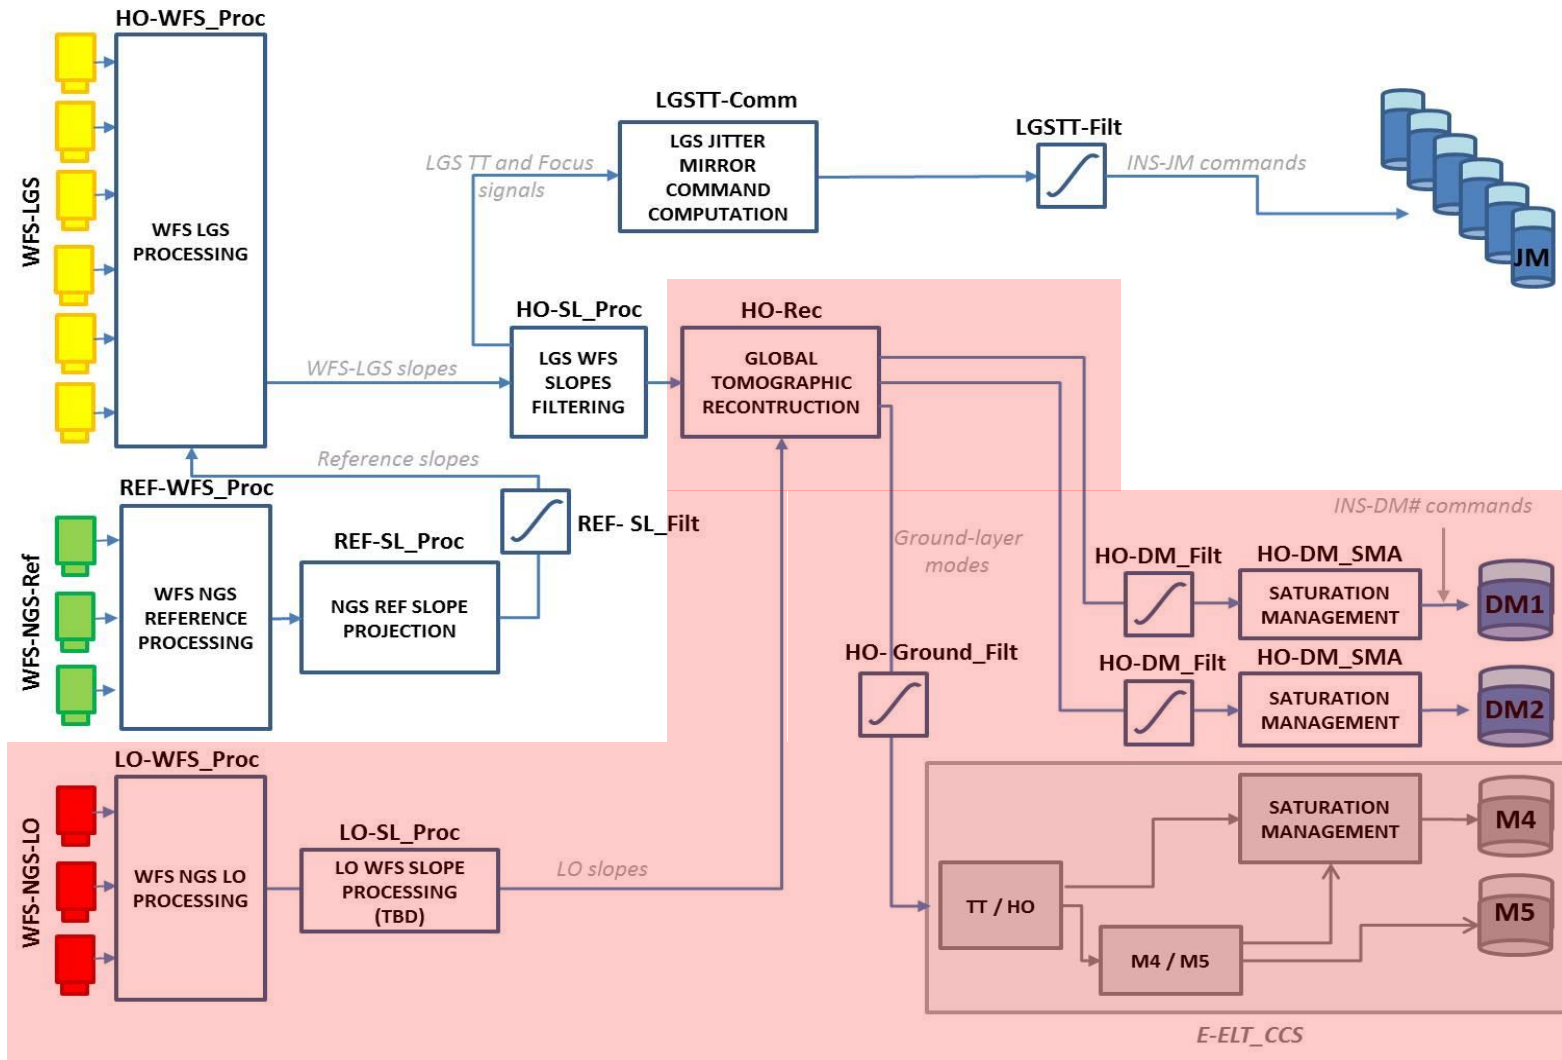 HO-WFS_Proc
WFS-LGS
WFS LGS
PROCESSING
LGSTT-Comm
LGS JITTER
MIRROR
COMMAND
COMPUTATION
LGS TT and Focus
signals
LGSTT-Filt
INS-JM commands
JM
HO-SL_Proc
LGS WFS
SLOPES
FILTERING
WFS-LGS slopes
HO-Rec
GLOBAL
TOMOGRAPHIC
RECONTRUCTION
Reference slopes
REF-WFS_Proc
WFS-NGS-Ref
WFS NGS
REFERENCE
PROCESSING
REF-SL_Proc
NGS REF SLOPE
PROJECTION
REF- SL_Filt
Ground-layer
modes
INS-DM# commands
HO-DM_Filt
HO-DM_SMA
SATURATION
MANAGEMENT
DM1
HO- Ground_Filt
HO-DM_Filt
HO-DM_SMA
SATURATION
MANAGEMENT
DM2
LO-WFS_Proc
WFS-NGS-LO
WFS NGS LO
PROCESSING
LO-SL_Proc
LO WFS SLOPE
PROCESSING
(TBD)
LO slopes
SATURATION
MANAGEMENT
M4
TT / HO
M4 / M5
M5
E-ELT_CCS